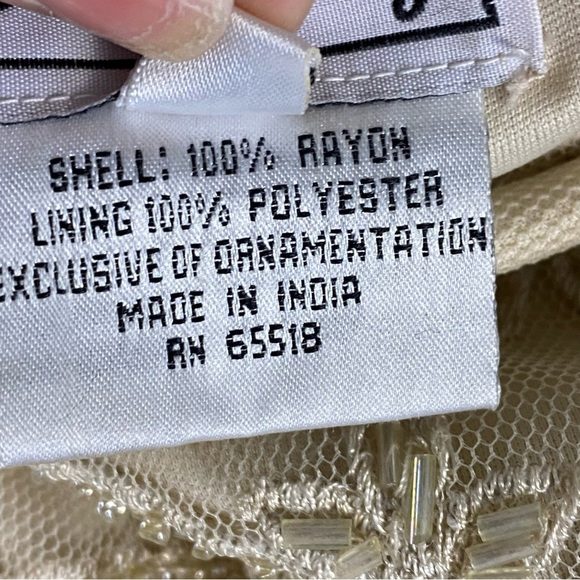 SHELL: 100% RAYON
LINING 100% POLYESTER
EXCLUSIVE OF ORNAMENTATION
MADE IN INDIA
RN 65518